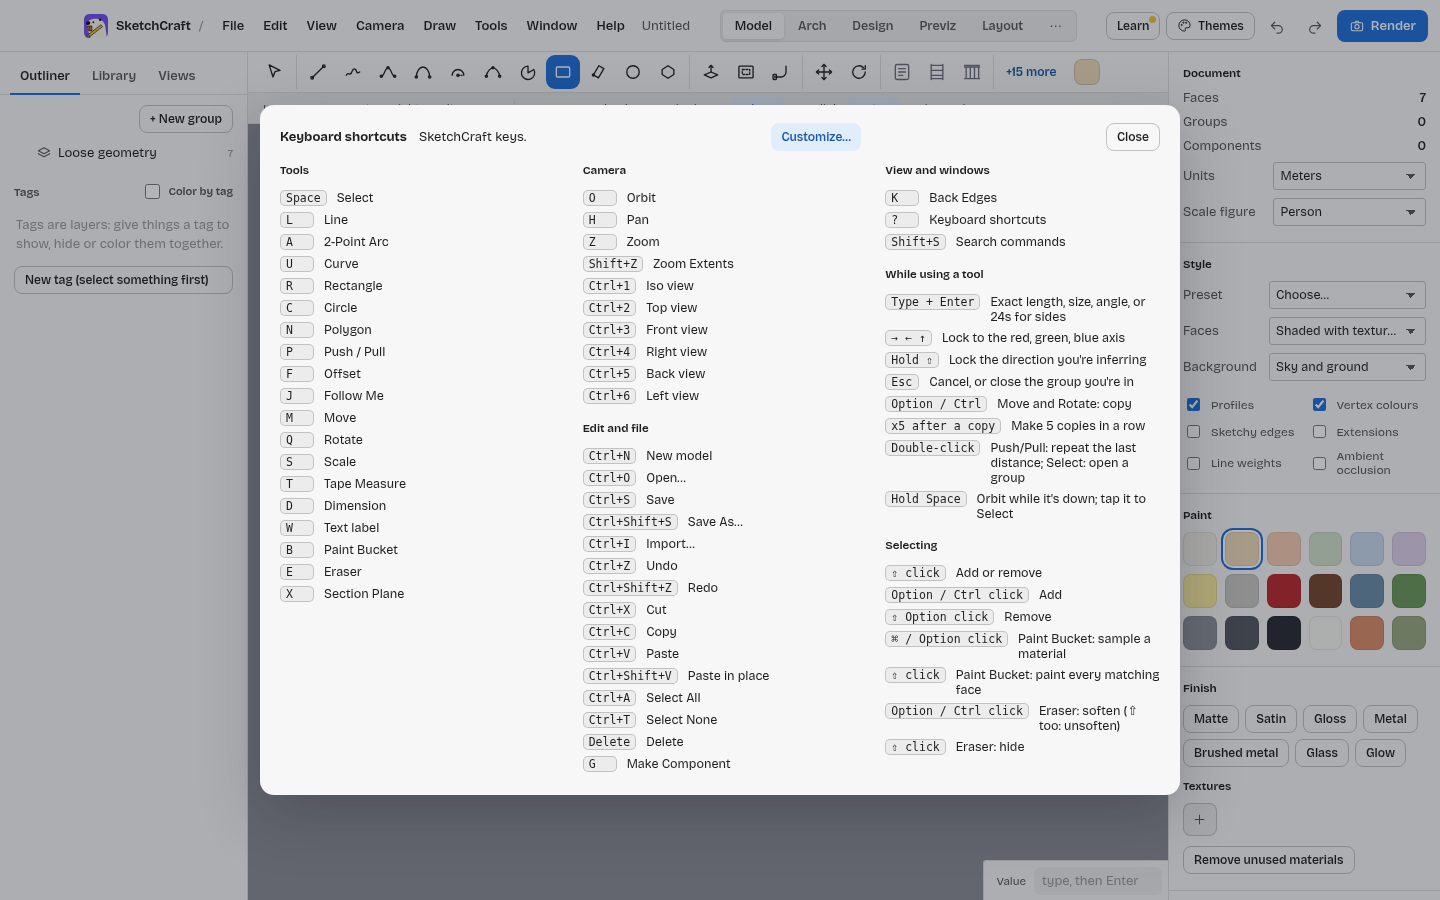 SketchCraft / File Edit View Camera Draw Tools Window Help Untitled Model Arch Design Previz Layout ... Learn Themes Render
Outliner Library Views
+15 more
+ New group
Loose geometry 7
Tags Color by tag
Tags are layers: give things a tag to
show, hide or color them together.
New tag (select something first)
Keyboard shortcuts SketchCraft keys. Customize... Close
Tools
Space Select
L Line
A 2-Point Arc
U Curve
R Rectangle
C Circle
N Polygon
P Push / Pull
F Offset
J Follow Me
M Move
Q Rotate
S Scale
T Tape Measure
D Dimension
W Text label
B Paint Bucket
E Eraser
X Section Plane
Camera
O Orbit
H Pan
Z Zoom
Shift+Z Zoom Extents
Ctrl+1 Iso view
Ctrl+2 Top view
Ctrl+3 Front view
Ctrl+4 Right view
Ctrl+5 Back view
Ctrl+6 Left view
Edit and file
Ctrl+N New model
Ctrl+O Open...
Ctrl+S Save
Ctrl+Shift+S Save As...
Ctrl+I Import...
Ctrl+Z Undo
Ctrl+Shift+Z Redo
Ctrl+X Cut
Ctrl+C Copy
Ctrl+V Paste
Ctrl+Shift+V Paste in place
Ctrl+A Select All
Ctrl+T Select None
Delete Delete
G Make Component
View and windows
K Back Edges
? Keyboard shortcuts
Shift+S Search commands
While using a tool
Type + Enter Exact length, size, angle, or
24s for sides
→ ← ↑ Lock to the red, green, blue axis
Hold ⇧ Lock the direction you're inferring
Esc Cancel, or close the group you're in
Option / Ctrl Move and Rotate: copy
x5 after a copy Make 5 copies in a row
Double-click Push/Pull: repeat the last
distance; Select: open a
group
Hold Space Orbit while it's down; tap it to
Select
Selecting
⇧ click Add or remove
Option / Ctrl click Add
⇧ Option click Remove
⌘ / Option click Paint Bucket: sample a
material
⇧ click Paint Bucket: paint every matching
face
Option / Ctrl click Eraser: soften (⇧
too: unsoften)
⇧ click Eraser: hide
Document
Faces 7
Groups 0
Components 0
Units Meters
Scale figure Person
Style
Preset Choose...
Faces Shaded with textur...
Background Sky and ground
Profiles Vertex colours
Sketchy edges Extensions
Line weights Ambient
occlusion
Paint
Finish
Matte Satin Gloss Metal
Brushed metal Glass Glow
Textures
+
Remove unused materials
Value type, then Enter